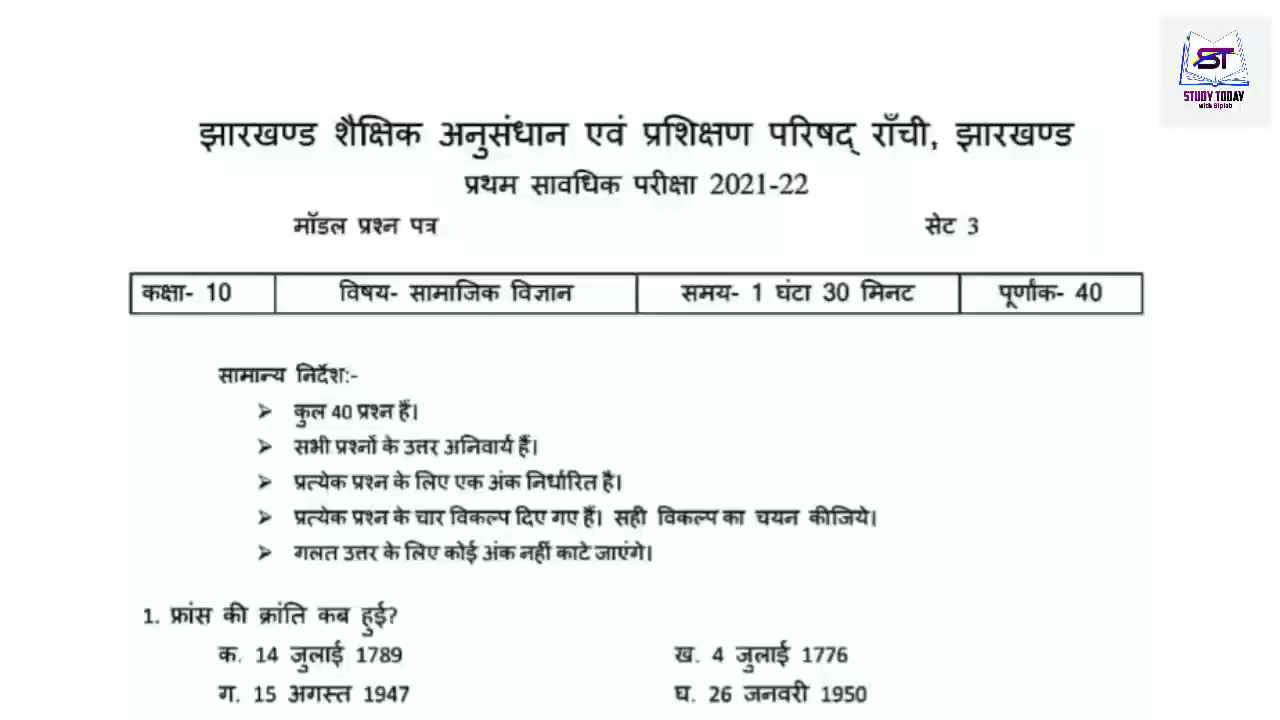 ST
STUDY TODAY
with Biplab
झारखण्ड शैक्षिक अनुसंधान एवं प्रशिक्षण परिषद् राँची, झारखण्ड
प्रथम सावधिक परीक्षा 2021-22
मॉडल प्रश्न पत्र सेट 3
कक्षा- 10 विषय- सामाजिक विज्ञान समय- 1 घंटा 30 मिनट पूर्णांक- 40
सामान्य निर्देश:-
➢ कुल 40 प्रश्न हैं।
➢ सभी प्रश्नों के उत्तर अनिवार्य हैं।
➢ प्रत्येक प्रश्न के लिए एक अंक निर्धारित है।
➢ प्रत्येक प्रश्न के चार विकल्प दिए गए हैं। सही विकल्प का चयन कीजिये।
➢ गलत उत्तर के लिए कोई अंक नहीं काटे जाएंगे।
1. फ्रांस की क्रांति कब हुई?
क. 14 जुलाई 1789 ख. 4 जुलाई 1776
ग. 15 अगस्त 1947 घ. 26 जनवरी 1950